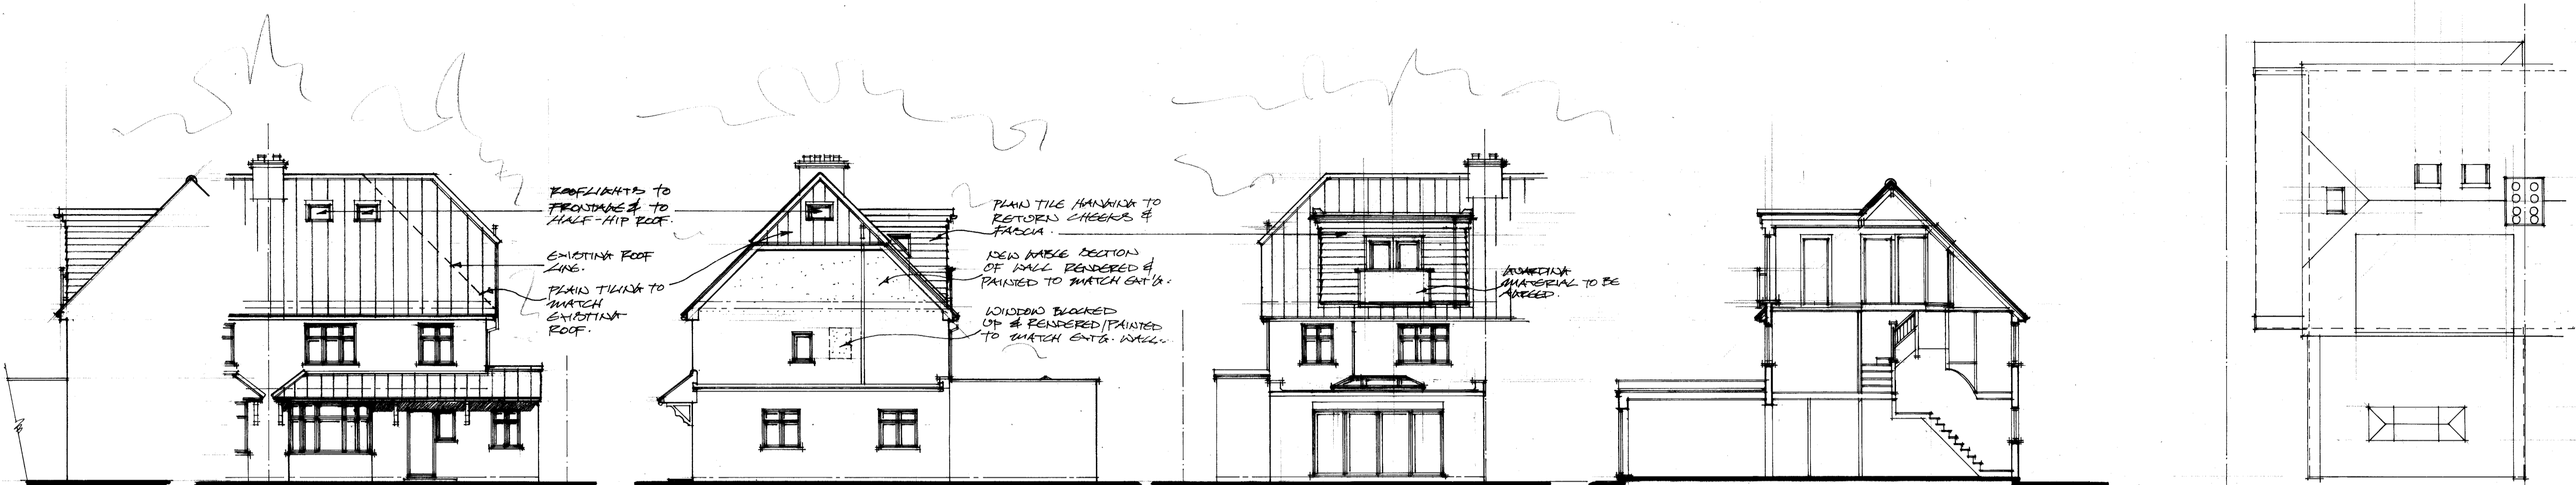 ROOFLIGHTS TO
FRONTAGE & TO
HALF-HIP ROOF.
EXISTING ROOF
LINE.
PLAIN TILING TO
MATCH
EXISTING
ROOF.
PLAIN TILE HANGING TO
RETURN CHEEKS &
FASCIA.
NEW GABLE SECTION
OF WALL RENDERED &
PAINTED TO MATCH EXT'G.
WINDOW BLOCKED
UP & RENDERED/PAINTED
TO MATCH EXT'G. WALL.
GUARDING
MATERIAL TO BE
AGREED.